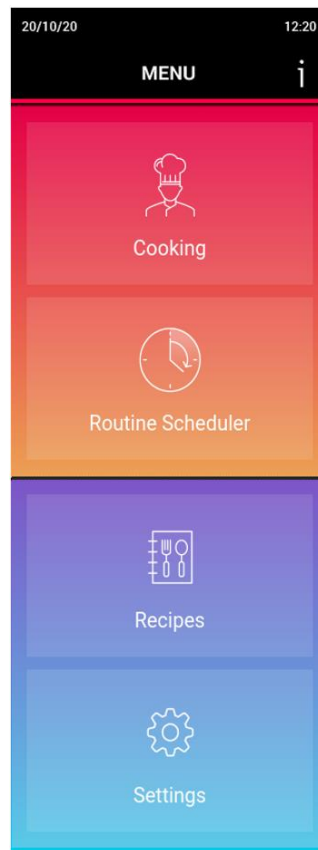 20/10/20 12:20
MENU i
Cooking
Routine Scheduler
Recipes
Settings